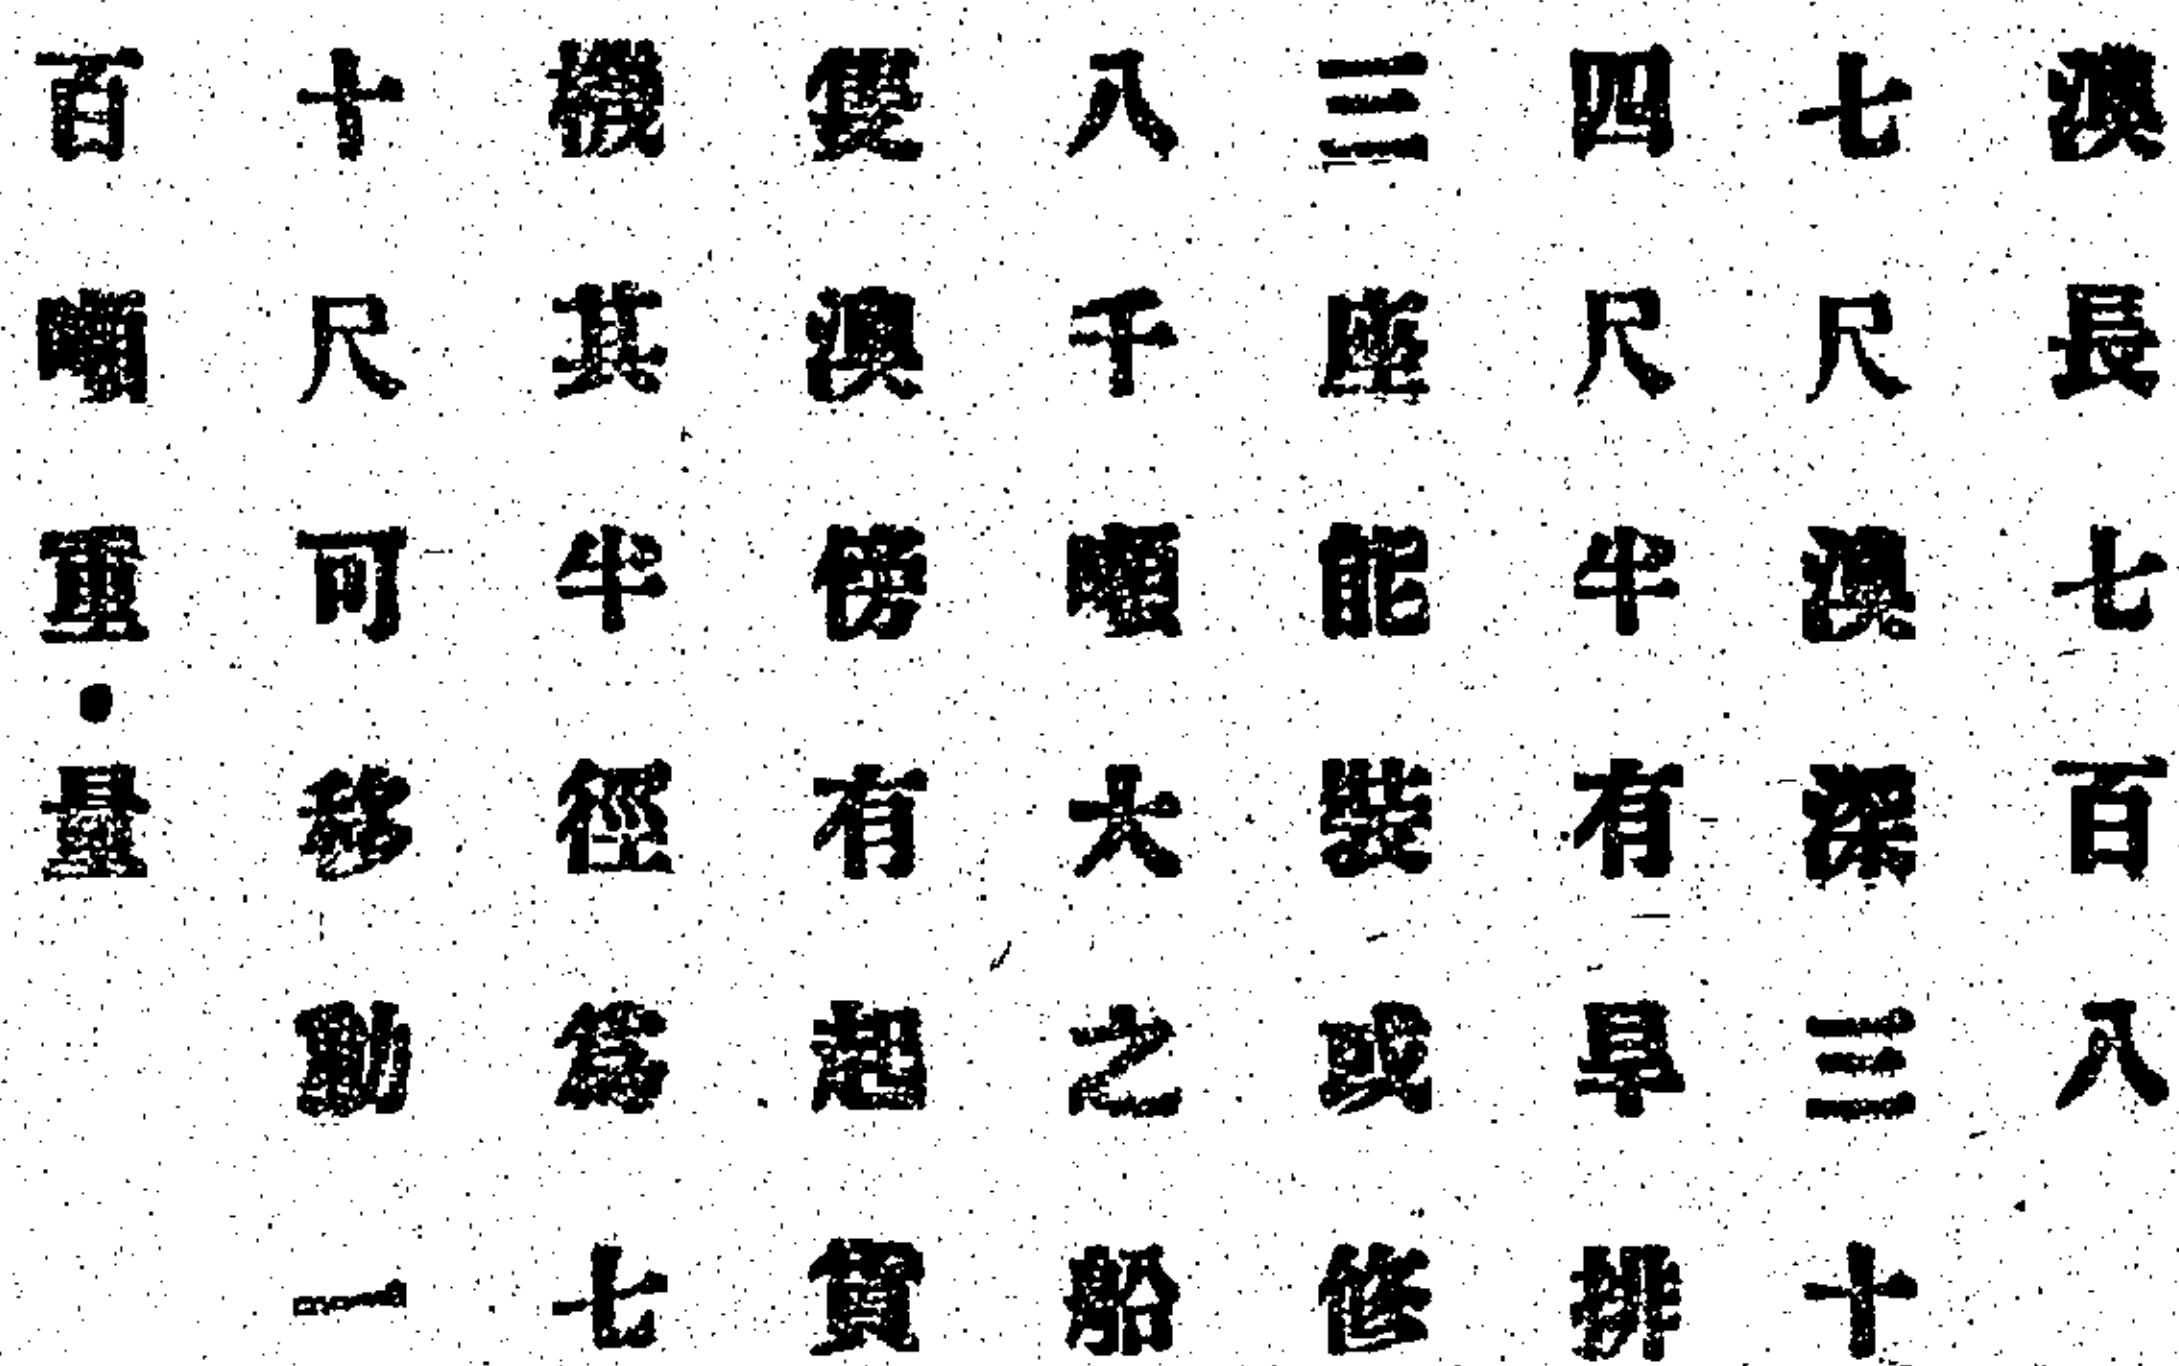 澳長七百八
七尺澳深三十
四尺半有旱排
三座能裝或修
八千噸大之船
隻澳傍有起貨
機其半徑為七
十尺可移動一
百噸重量